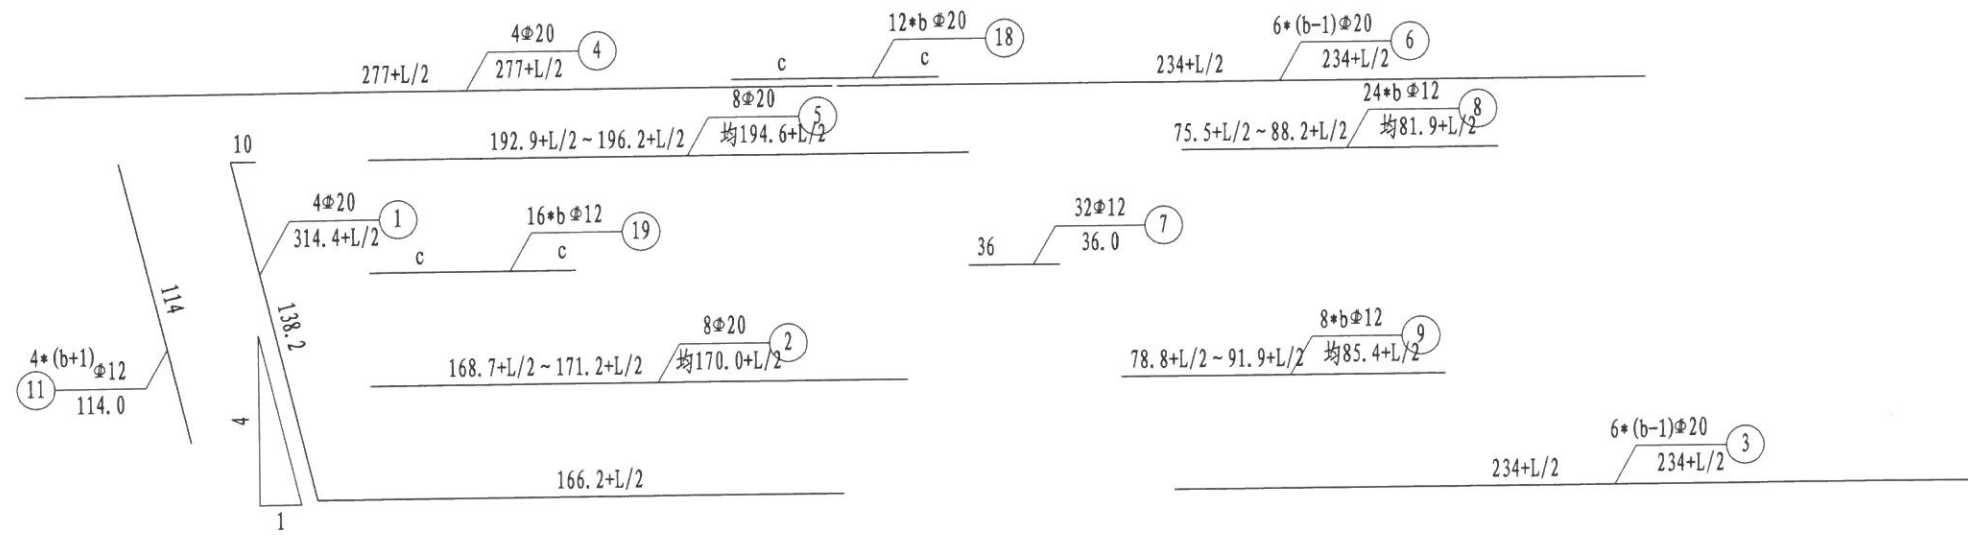 12*bΦ20
18
c
c
4Φ20
4
277+L/2
277+L/2
6*(b-1)Φ20
6
234+L/2
234+L/2
8Φ20
5
192.9+L/2~196.2+L/2
均194.6+L/2
24*bΦ12
8
75.5+L/2~88.2+L/2
均81.9+L/2
10
4Φ20
1
314.4+L/2
138.2
16*bΦ12
19
c
c
32Φ12
7
36
36.0
114
4*(b+1)Φ12
11
114.0
8Φ20
2
168.7+L/2~171.2+L/2
均170.0+L/2
8*bΦ12
9
78.8+L/2~91.9+L/2
均85.4+L/2
4
1
166.2+L/2
6*(b-1)Φ20
3
234+L/2
234+L/2